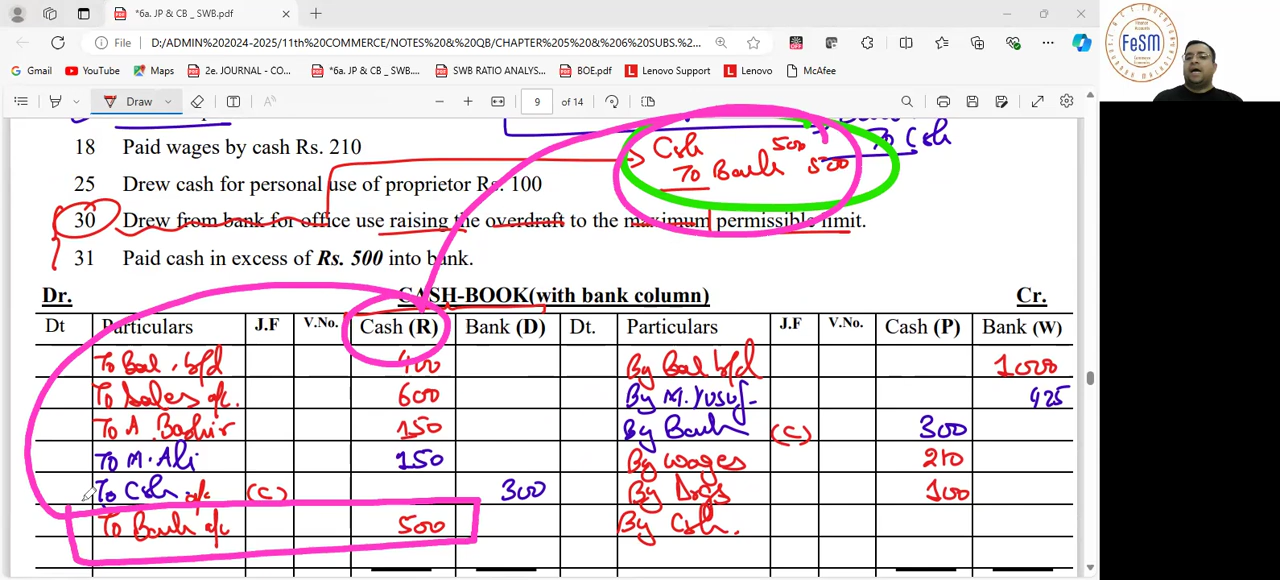 *6a. JP & CB _ SWB.pdf
File D:/ADMIN%202024-2025/11th%20COMMERCE/NOTES%20&%20QB/CHAPTER%205%20&%206%20SUBS.%2...
Gmail YouTube Maps 2e. JOURNAL - CO... *6a. JP & CB _ SWB.... SWB RATIO ANALYS... BOE.pdf Lenovo Support Lenovo McAfee
Draw 9 of 14
FeSM
To Csh
Csh 500
To Bank 500
18 Paid wages by cash Rs. 210
25 Drew cash for personal use of proprietor Rs. 100
30 Drew from bank for office use raising the overdraft to the maximum permissible limit.
31 Paid cash in excess of Rs. 500 into bank.
Dr. CASH-BOOK(with bank column) Cr.
Dt Particulars J.F V.No. Cash (R) Bank (D) Dt. Particulars J.F V.No. Cash (P) Bank (W)
To Bal. b/d 400 By Bal b/d 1000
To Sales a/c. 600 By M. Yusuf 425
To A. Bashir 150 By Bank (C) 300
To M. Ali 150 By wages 210
To Csh a/c (C) 300 By Drgs 100
To Bank a/c 500 By Csh.